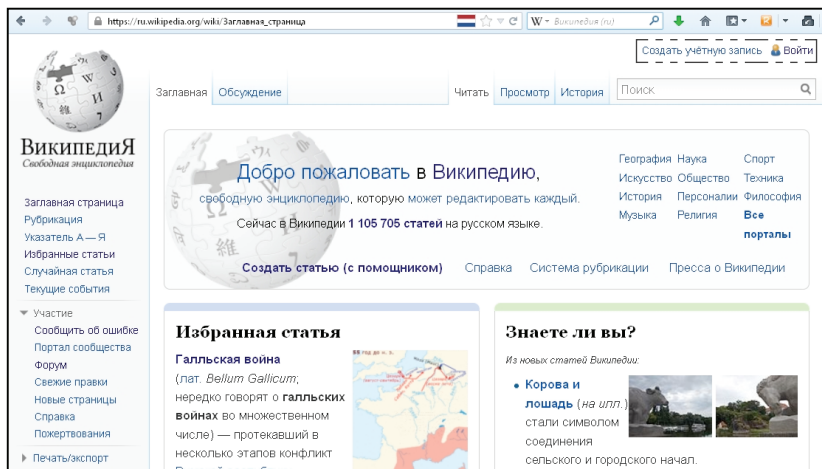 https://ru.wikipedia.org/wiki/Заглавная_страница
W - Википедия (ru)
Создать учётную запись Войти
Заглавная Обсуждение Читать Просмотр История Поиск
ВикипедиЯ
Свободная энциклопедия
Заглавная страница
Рубрикация
Указатель А — Я
Избранные статьи
Случайная статья
Текущие события
Участие
Сообщить об ошибке
Портал сообщества
Форум
Свежие правки
Новые страницы
Справка
Пожертвования
Печать/экспорт
Добро пожаловать в Википедию,
свободную энциклопедию, которую может редактировать каждый.
Сейчас в Википедии 1 105 705 статей на русском языке.
География Наука Спорт
Искусство Общество Техника
История Персоналии Философия
Музыка Религия Все
порталы
Создать статью (с помощником) Справка Система рубрикации Пресса о Википедии
Избранная статья
Галльская война
(лат. Bellum Gallicum;
нередко говорят о галльских
войнах во множественном
числе) — протекавший в
несколько этапов конфликт
Знаете ли вы?
Из новых статей Википедии:
• Корова и
лошадь (на илл.)
стали символом
соединения
сельского и городского начал.